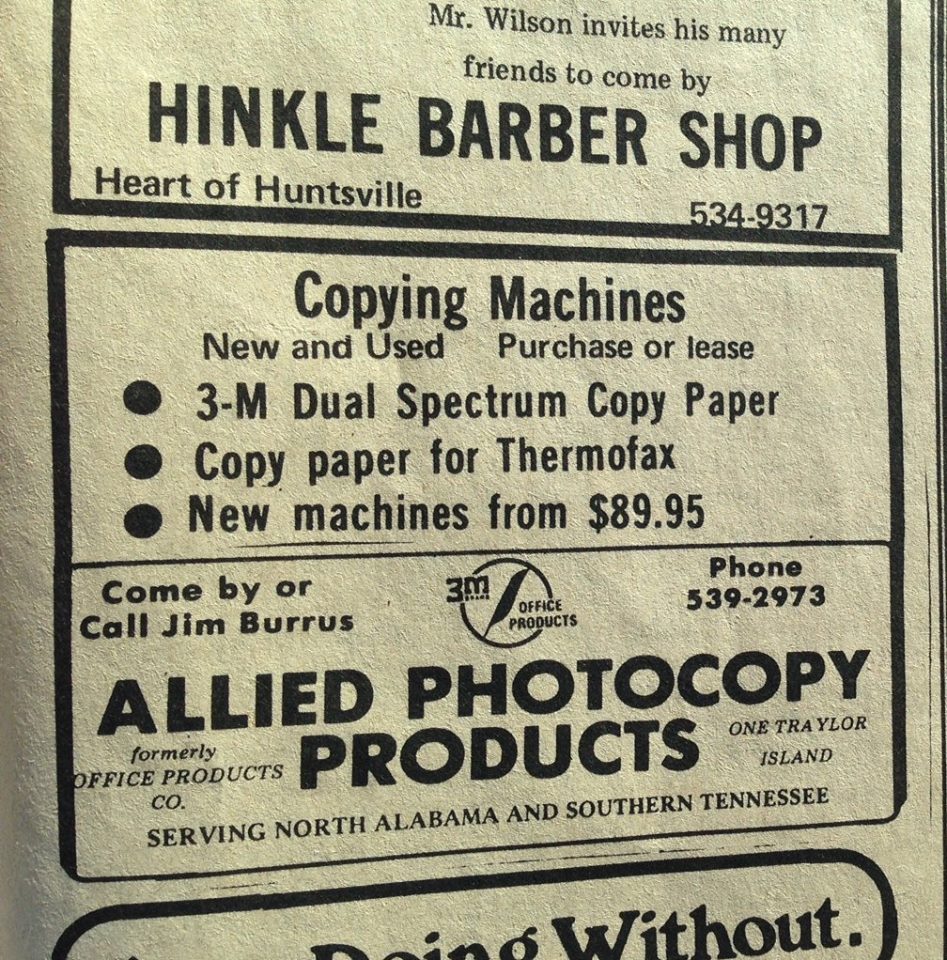 Mr. Wilson invites his many
friends to come by
HINKLE BARBER SHOP
Heart of Huntsville
534-9317
Copying Machines
New and Used Purchase or lease
● 3-M Dual Spectrum Copy Paper
● Copy paper for Thermofax
● New machines from $89.95
Come by or
Call Jim Burrus
3M
OFFICE
PRODUCTS
Phone
539-2973
ALLIED PHOTOCOPY
PRODUCTS
formerly
OFFICE PRODUCTS
CO.
ONE TRAYLOR
ISLAND
SERVING NORTH ALABAMA AND SOUTHERN TENNESSEE
Doing Without.